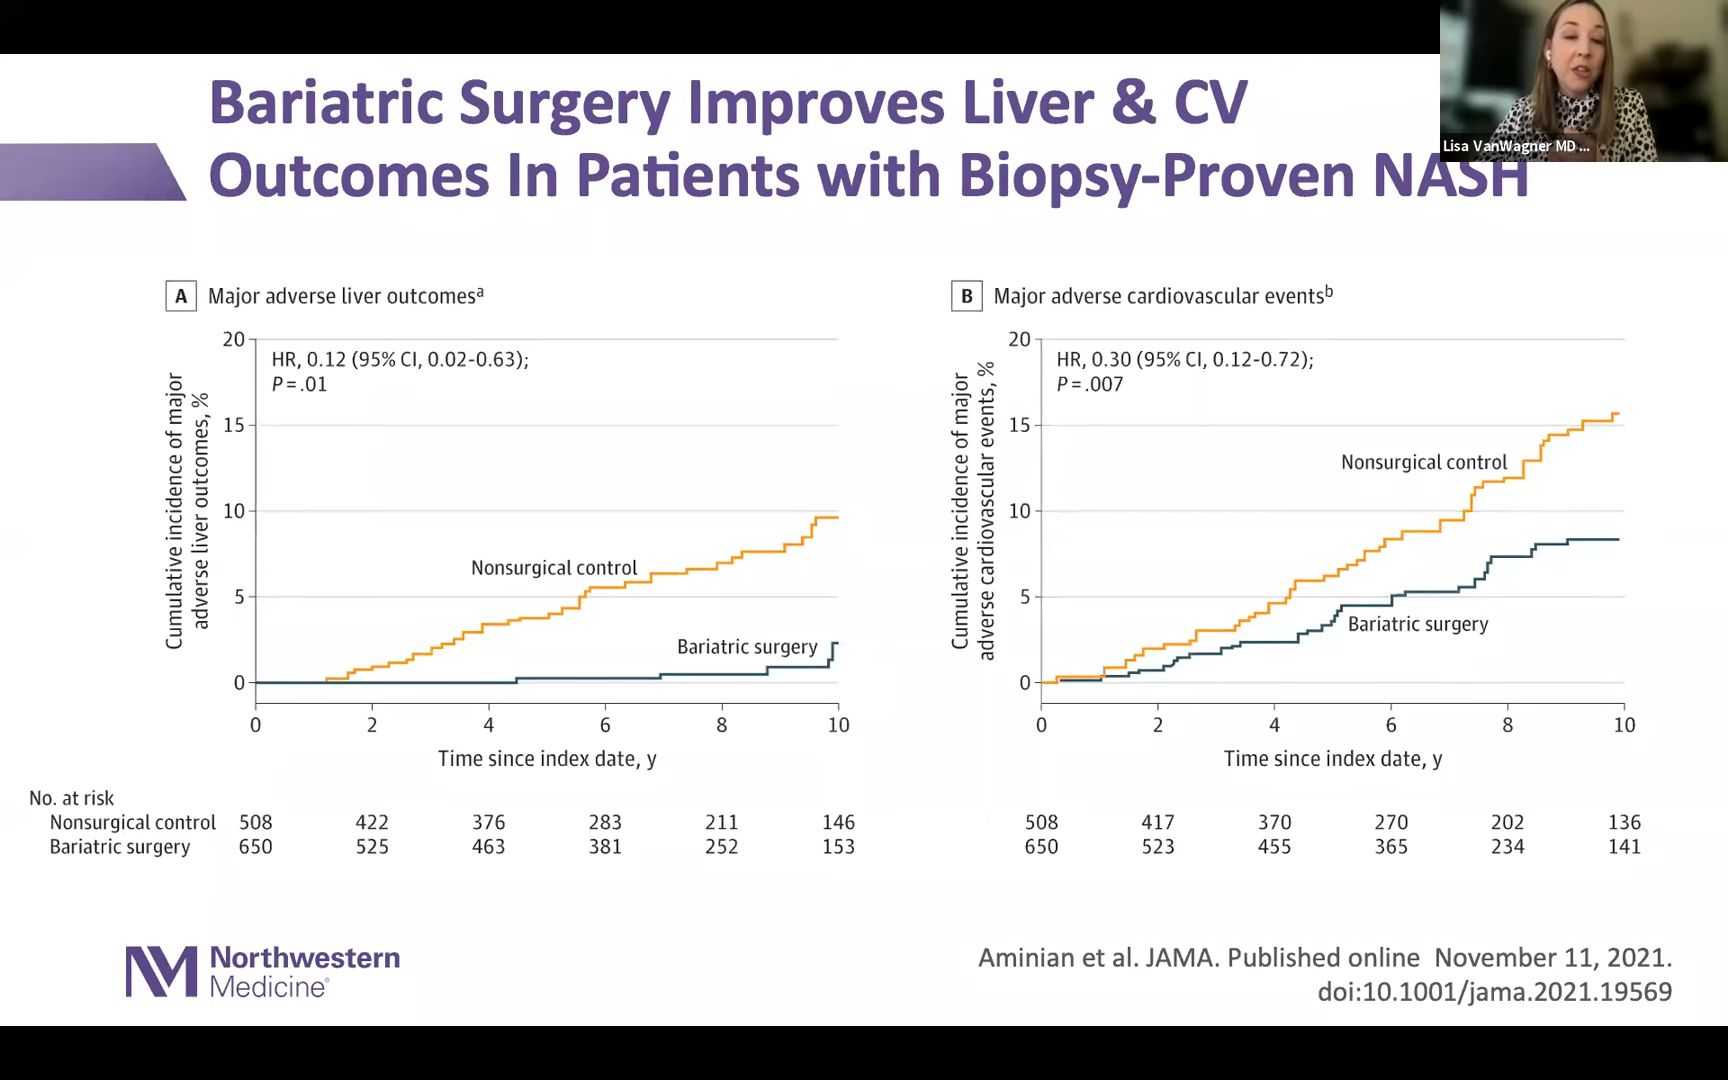 Bariatric Surgery Improves Liver & CV
Outcomes In Patients with Biopsy-Proven NASH
Lisa VanWagner MD ...
A Major adverse liver outcomesª
Cumulative incidence of major
adverse liver outcomes, %
20
15
10
5
0
HR, 0.12 (95% CI, 0.02-0.63);
P = .01
Nonsurgical control
Bariatric surgery
0 2 4 6 8 10
Time since index date, y
B Major adverse cardiovascular eventsᵇ
Cumulative incidence of major
adverse cardiovascular events, %
20
15
10
5
0
HR, 0.30 (95% CI, 0.12-0.72);
P = .007
Nonsurgical control
Bariatric surgery
0 2 4 6 8 10
Time since index date, y
No. at risk
Nonsurgical control 508 422 376 283 211 146 508 417 370 270 202 136
Bariatric surgery 650 525 463 381 252 153 650 523 455 365 234 141
NM Northwestern
Medicine®
Aminian et al. JAMA. Published online November 11, 2021.
doi:10.1001/jama.2021.19569